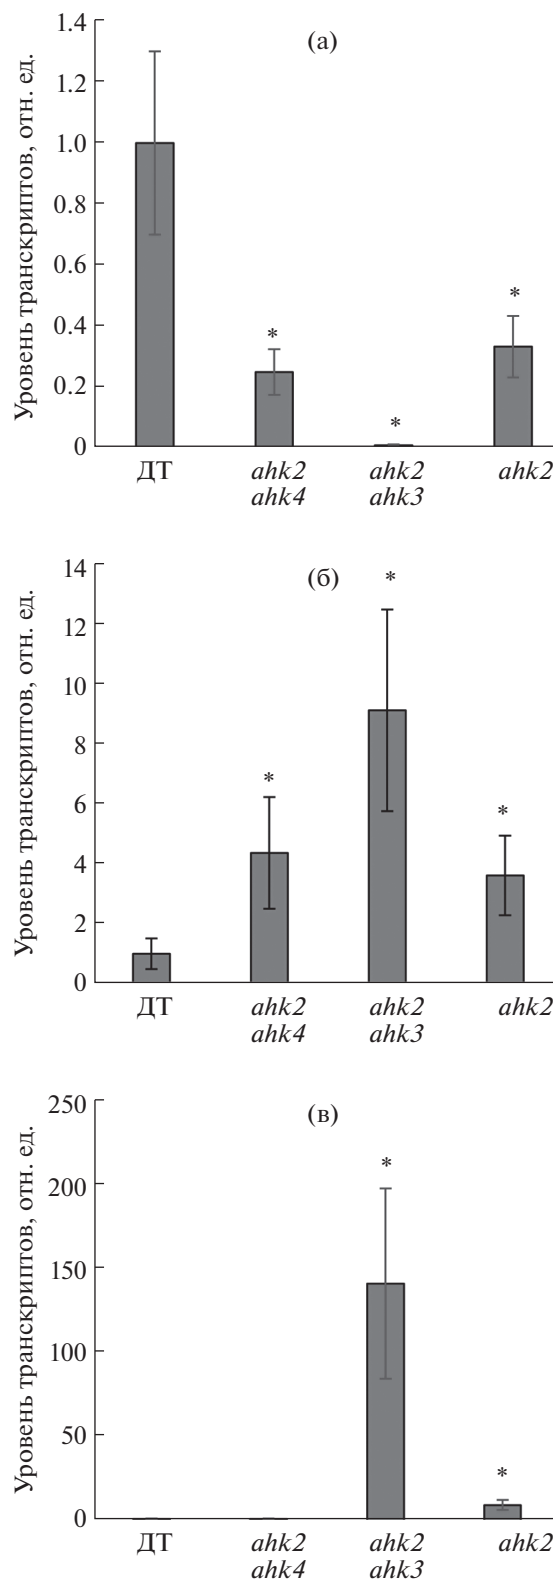 (а)
Уровень транскриптов, отн. ед.
1.4
1.2
1.0
0.8
0.6
0.4
0.2
0
*
*
*
ДТ
ahk2
ahk4
ahk2
ahk3
ahk2
(б)
Уровень транскриптов, отн. ед.
14
12
10
8
6
4
2
0
*
*
*
ДТ
ahk2
ahk4
ahk2
ahk3
ahk2
(в)
Уровень транскриптов, отн. ед.
250
200
150
100
50
0
*
*
ДТ
ahk2
ahk4
ahk2
ahk3
ahk2